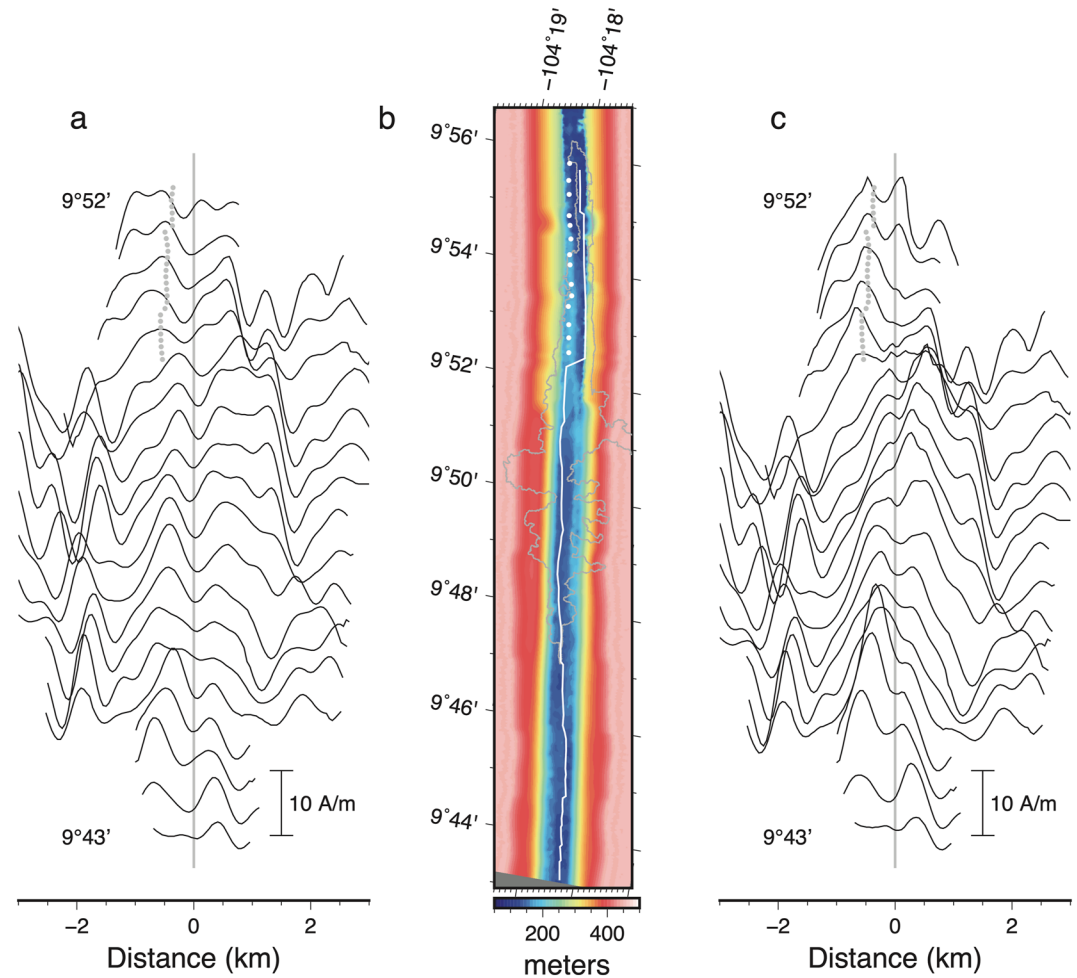 −104˚19'
−104˚18'
a
b
c
9˚56'
9°52'
9°52'
9˚54'
9˚52'
9˚50'
9˚48'
9˚46'
9˚44'
10 A/m
10 A/m
9°43'
9°43'
−2 0 2
200 400
−2 0 2
Distance (km)
meters
Distance (km)